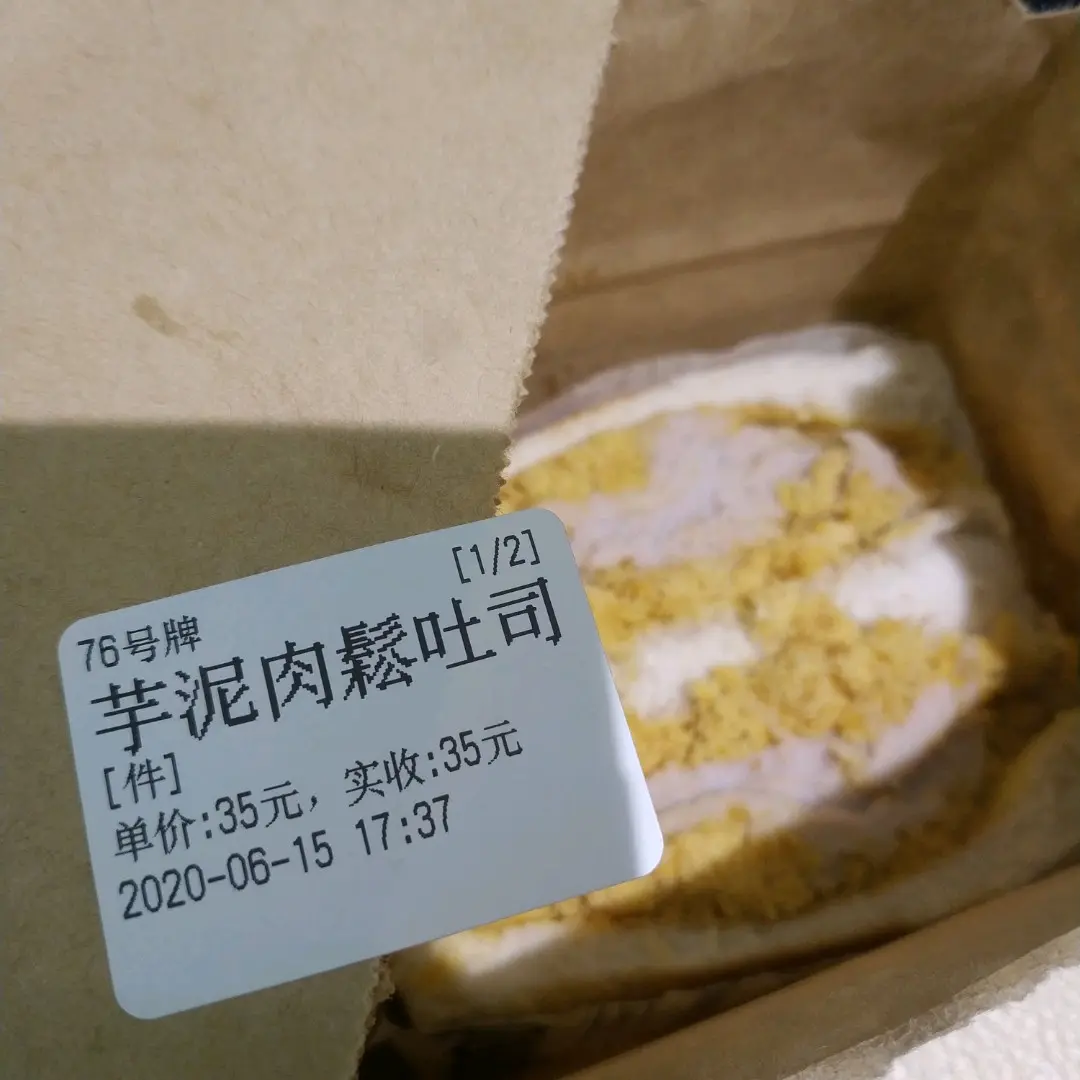 [1/2]
76号牌
芋泥肉鬆吐司
[件]
单价:35元，实收:35元
2020-06-15 17:37